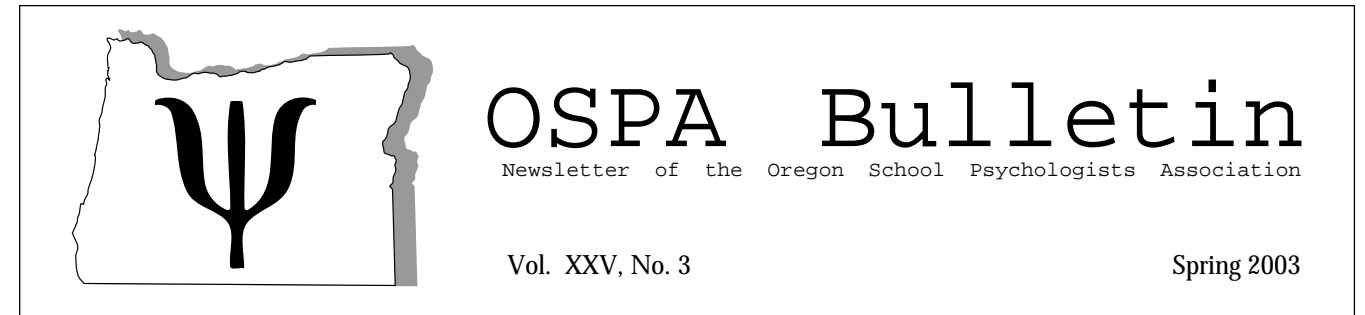 Ψ
OSPA Bulletin
Newsletter of the Oregon School Psychologists Association
Vol. XXV, No. 3
Spring 2003